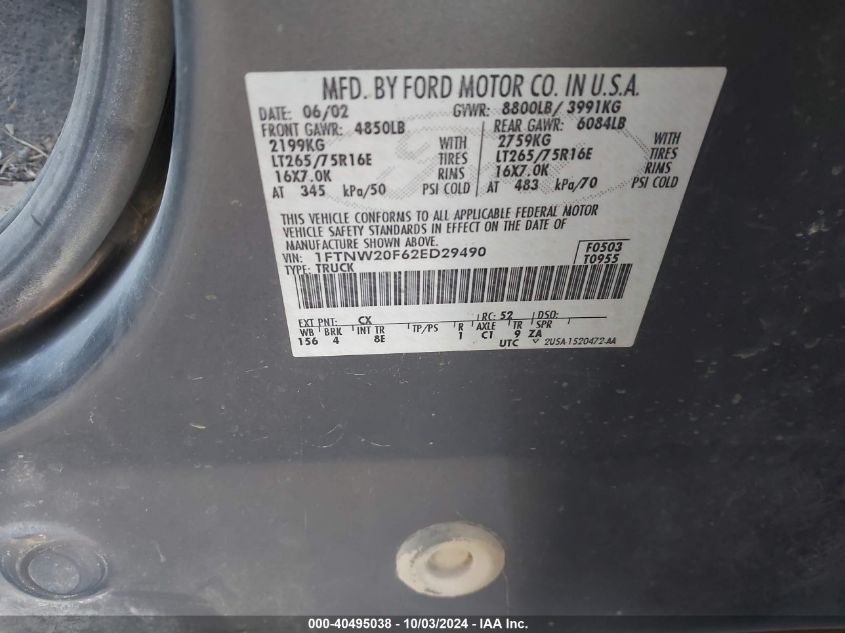 MFD. BY FORD MOTOR CO. IN U.S.A.
DATE: 06/02 GVWR: 8800LB/ 3991KG
FRONT GAWR: 4850LB REAR GAWR: 6084LB
2199KG WITH 2759KG WITH
LT265/75R16E TIRES LT265/75R16E TIRES
16X7.0K RIMS 16X7.0K RIMS
AT 345 kPa/50 PSI COLD AT 483 kPa/70 PSI COLD
THIS VEHICLE CONFORMS TO ALL APPLICABLE FEDERAL MOTOR
VEHICLE SAFETY STANDARDS IN EFFECT ON THE DATE OF
MANUFACTURE SHOWN ABOVE.
VIN: 1FTNW20F62ED29490 F0503
TYPE: TRUCK T0955
EXT PNT: CX RC: 52 DSO:
WB BRK INT TR TP/PS R AXLE TR SPR
156 4 8E 1 C1 9 ZA
UTC 2U5A-1520472-AA
000-40495038 - 10/03/2024 - IAA Inc.